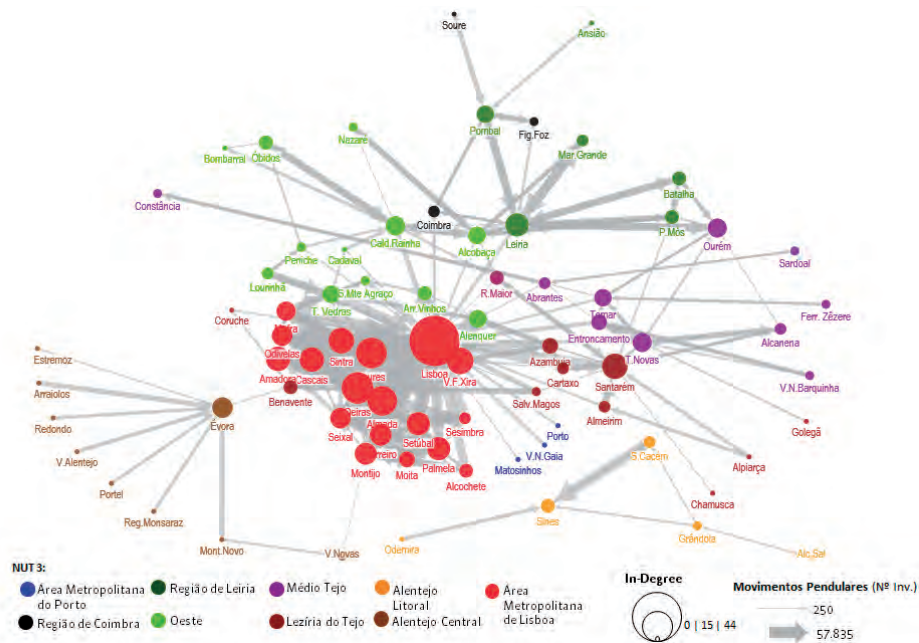 Soure
Ansião
Pombal
Fig.Foz
Nazaré
Mar.Grande
Bombarral
Óbidos
Batalha
Constância
Coimbra
P.Mós
Cald.Rainha
Alcobaça
Leiria
Ourém
Peniche
Cadaval
Sardoal
Lourinhã
S.Mte Agraço
R.Maior
Abrantes
T. Vedras
Arr.Vinhos
Tomar
Ferr. Zêzere
Coruche
Mafra
Alenquer
Entroncamento
Alcanena
Odivelas
Sintra
Lisboa
Azambuja
T.Novas
Estremoz
Amadora
Cascais
V.F.Xira
Cartaxo
Santarém
V.N.Barquinha
Arraiolos
Benavente
Salv.Magos
Almeirim
Évora
Almada
Redondo
Seixal
Setúbal
Sesimbra
Porto
Golegã
V.Alentejo
Montijo
Moita
Palmela
V.N.Gaia
S.Cacém
Matosinhos
Alpiarça
Portel
Alcochete
Chamusca
Reg.Monsaraz
Sines
Grândola
Mont.Novo
V.Novas
Odemira
Alc.Sal
NUT 3:
Área Metropolitana
do Porto
Região de Leiria
Médio Tejo
Alentejo
Litoral
Área
Metropolitana
de Lisboa
Região de Coimbra
Oeste
Lezíria do Tejo
Alentejo Central
In-Degree
0 | 15 | 44
Movimentos Pendulares (Nº Inv.)
250
57.835